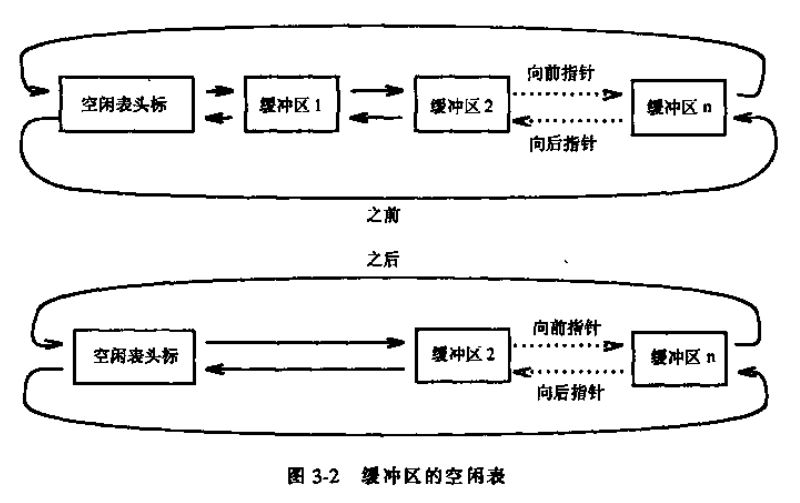 向前指针
空闲表头标
缓冲区 1
缓冲区 2
缓冲区 n
向后指针
之前
之后
向前指针
空闲表头标
缓冲区 2
缓冲区 n
向后指针
图 3-2 缓冲区的空闲表